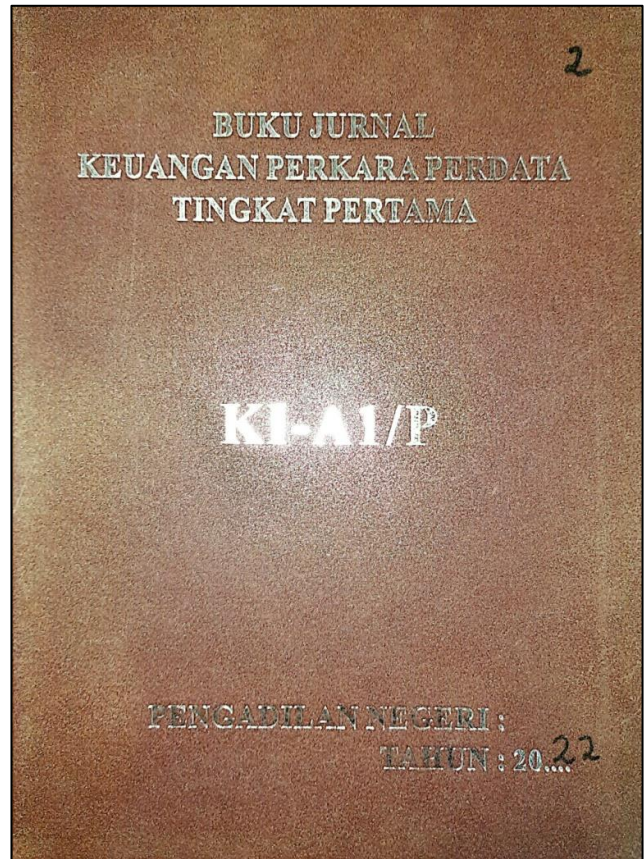 2
BUKU JURNAL
KEUANGAN PERKARA PERDATA
TINGKAT PERTAMA
KI-A1/P
PENGADILAN NEGERI :
TAHUN : 20....22